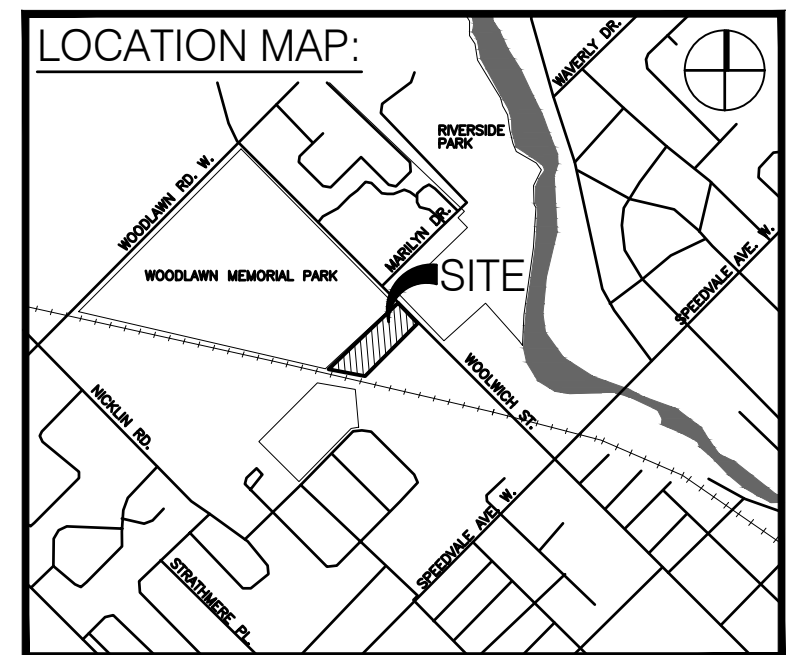 LOCATION MAP:
WAVERLY DR.
RIVERSIDE
PARK
WOODLAWN RD. W.
MARILYN DR.
WOODLAWN MEMORIAL PARK
SITE
SPEEDVALE AVE. W.
WOOLWICH ST.
NICKLIN RD.
SPEEDVALE AVE. W.
STRATHMERE PL.